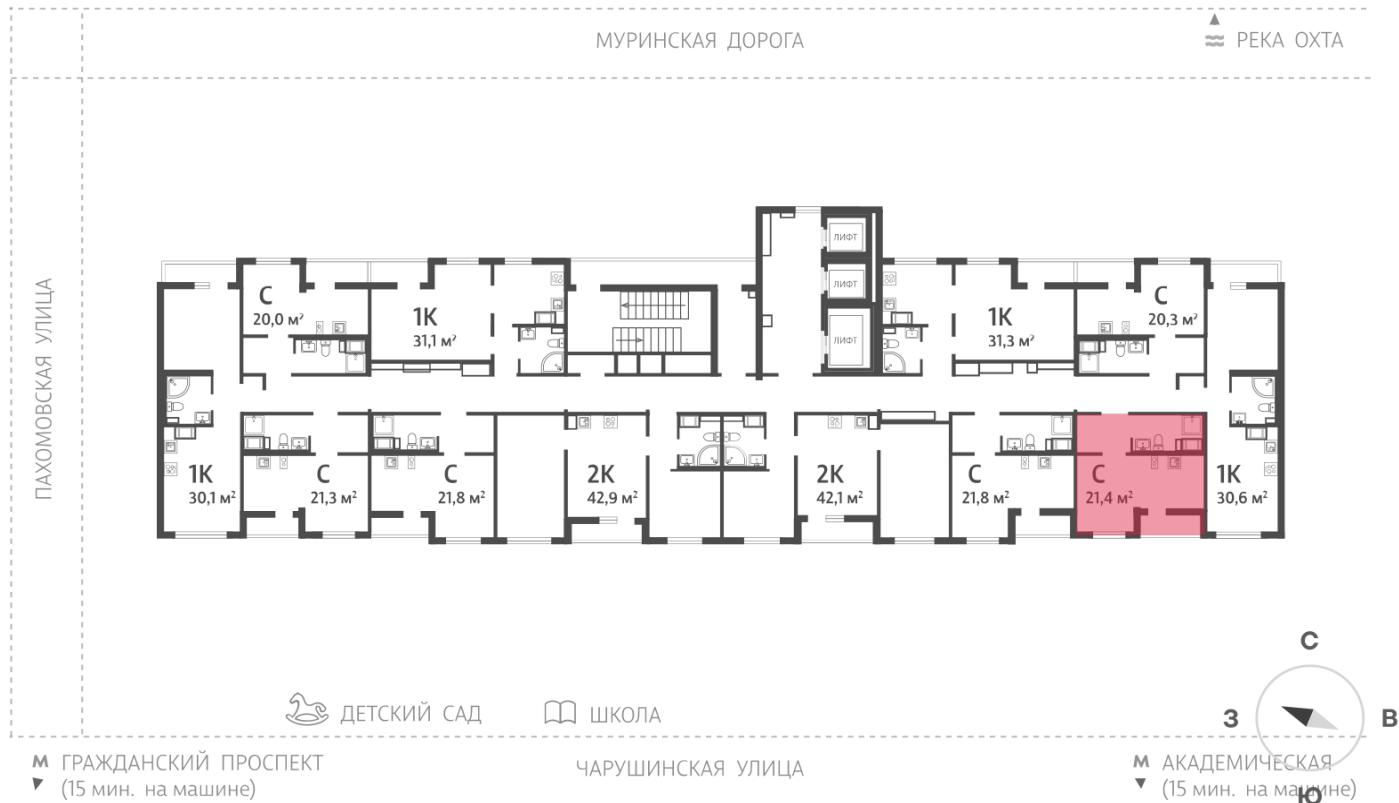 МУРИНСКАЯ ДОРОГА
РЕКА ОХТА
ПАХОМОВСКАЯ УЛИЦА
ЛИФТ
ЛИФТ
ЛИФТ
С
20,0 м²
1К
31,1 м²
1К
31,3 м²
С
20,3 м²
1К
30,1 м²
С
21,3 м²
С
21,8 м²
2К
42,9 м²
2К
42,1 м²
С
21,8 м²
С
21,4 м²
1К
30,6 м²
ДЕТСКИЙ САД
ШКОЛА
С
З
В
Ю
М ГРАЖДАНСКИЙ ПРОСПЕКТ
(15 мин. на машине)
ЧАРУШИНСКАЯ УЛИЦА
М АКАДЕМИЧЕСКАЯ
(15 мин. на машине)